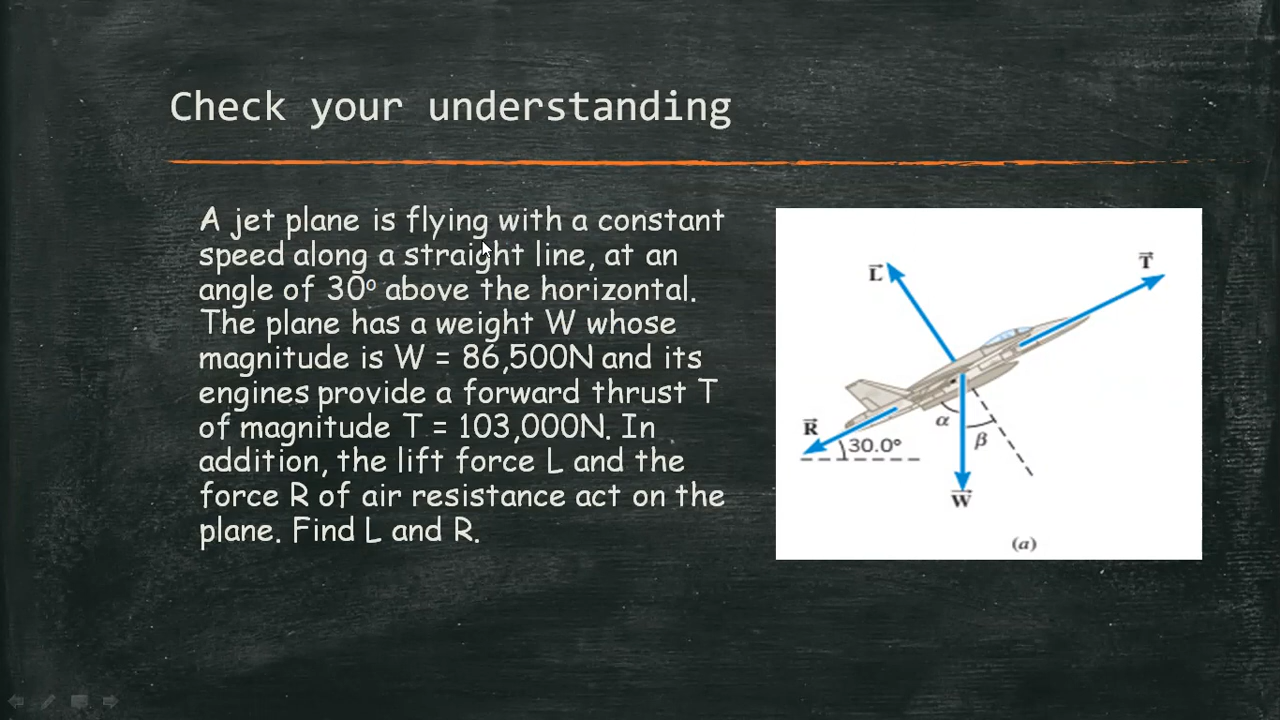 Check your understanding
A jet plane is flying with a constant
speed along a straight line, at an
angle of 30º above the horizontal.
The plane has a weight W whose
magnitude is W = 86,500N and its
engines provide a forward thrust T
of magnitude T = 103,000N. In
addition, the lift force L and the
force R of air resistance act on the
plane. Find L and R.
L⃗
T⃗
R⃗
30.0°
α
β
W⃗
(a)